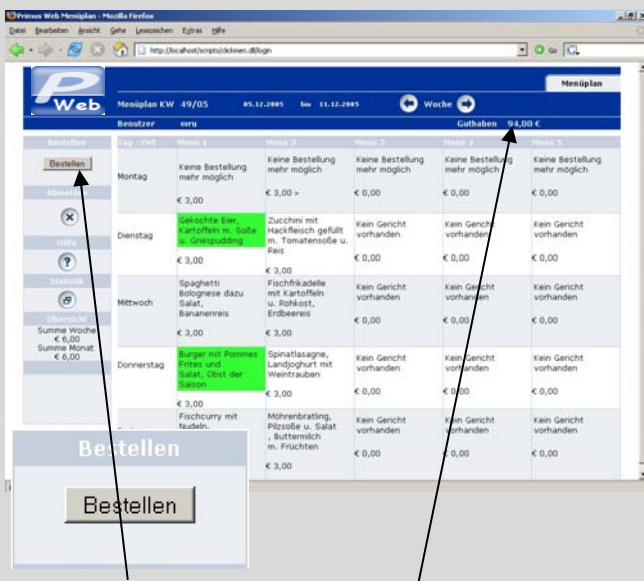 Primus Web Menüplan - Mozilla Firefox
Datei Bearbeiten Ansicht Gehe Lesezeichen Extras Hilfe
http://localhost/scripts/clickmen.dll/login
Go
P
Web
Menüplan
Menüplan KW 49/05 05.12.2005 bis 11.12.2005 Woche
Benutzer vwru Guthaben 94,00 €
Bestellen
Bestellen
Abmelden
Hilfe
?
Statistik
Übersicht
Summe Woche
€ 6,00
Summe Monat
€ 6,00
Tag - Ort Menü 1 Menü 2 Menü 3 Menü 4 Menü 5
Montag
Keine Bestellung
mehr möglich
€ 3,00
Keine Bestellung
mehr möglich
€ 3,00 >
Keine Bestellung
mehr möglich
€ 0,00
Keine Bestellung
mehr möglich
€ 0,00
Keine Bestellung
mehr möglich
€ 0,00
Dienstag
Gekochte Eier,
Kartoffeln m. Soße
u. Griespudding
€ 3,00
Zucchini mit
Hackfleisch gefüllt
m. Tomatensoße u.
Reis
€ 3,00
Kein Gericht
vorhanden
€ 0,00
Kein Gericht
vorhanden
€ 0,00
Kein Gericht
vorhanden
€ 0,00
Mittwoch
Spaghetti
Bolognese dazu
Salat,
Bananenreis
€ 3,00
Fischfrikadelle
mit Kartoffeln
u. Rohkost,
Erdbeereis
€ 3,00
Kein Gericht
vorhanden
€ 0,00
Kein Gericht
vorhanden
€ 0,00
Kein Gericht
vorhanden
€ 0,00
Donnerstag
Burger mit Pommes
Frites und
Salat, Obst der
Saison
€ 3,00
Spinatlasagne,
Landjoghurt mit
Weintrauben
€ 3,00
Kein Gericht
vorhanden
€ 0,00
Kein Gericht
vorhanden
€ 0,00
Kein Gericht
vorhanden
€ 0,00
Fischcurry mit
Nudeln,
Möhrenbratling,
Pilzsoße u. Salat
, Buttermilch
m. Früchten
€ 3,00
Kein Gericht
vorhanden
€ 0,00
Kein Gericht
vorhanden
€ 0,00
Kein Gericht
vorhanden
€ 0,00
Bestellen
Bestellen